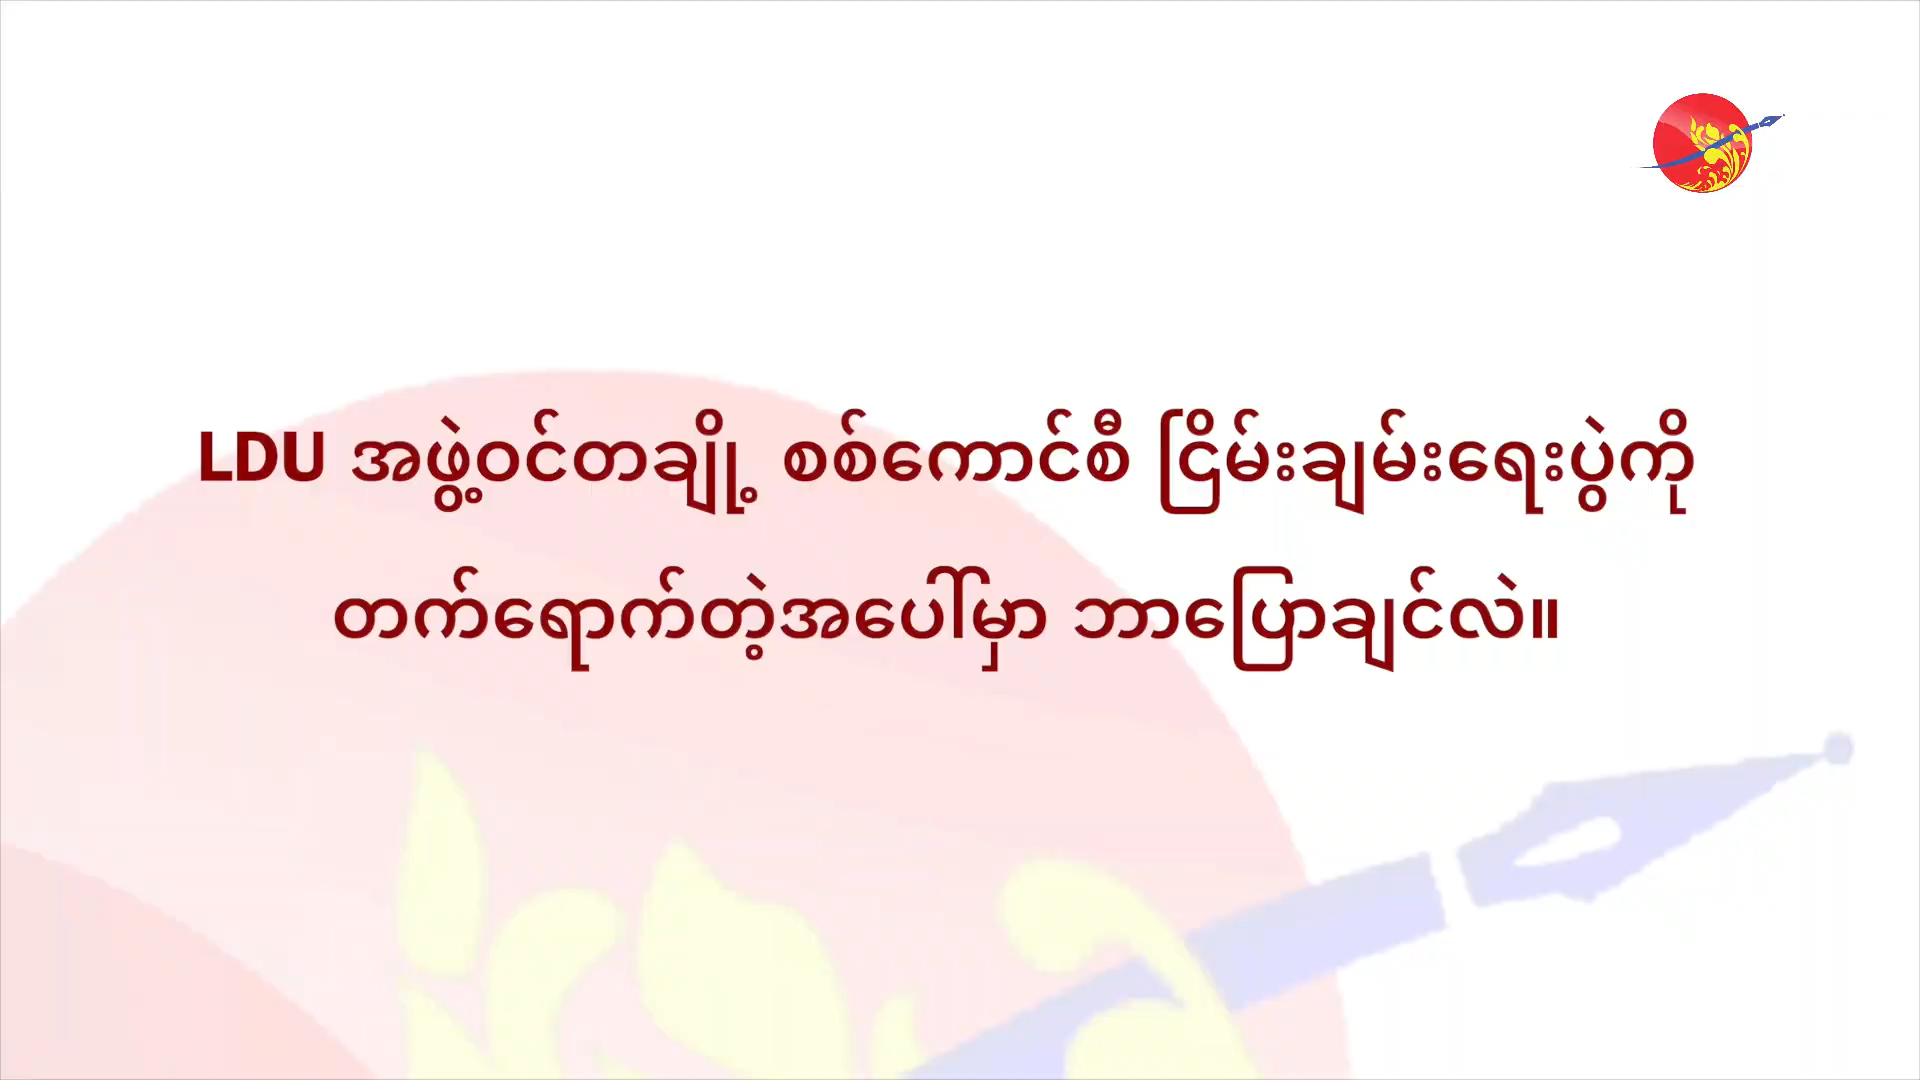 LDU အဖွဲ့ဝင်တချို့ စစ်ကောင်စီ ငြိမ်းချမ်းရေးပွဲကို
တက်ရောက်တဲ့အပေါ်မှာ ဘာပြောချင်လဲ။